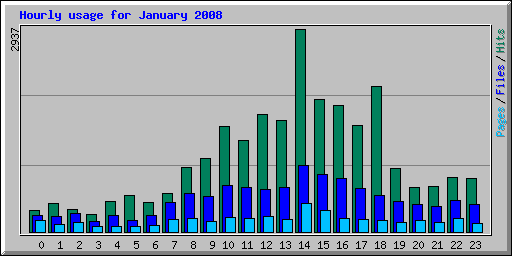 Hourly usage for January 2008
2937
Pages / Files / Hits
0 1 2 3 4 5 6 7 8 9 10 11 12 13 14 15 16 17 18 19 20 21 22 23